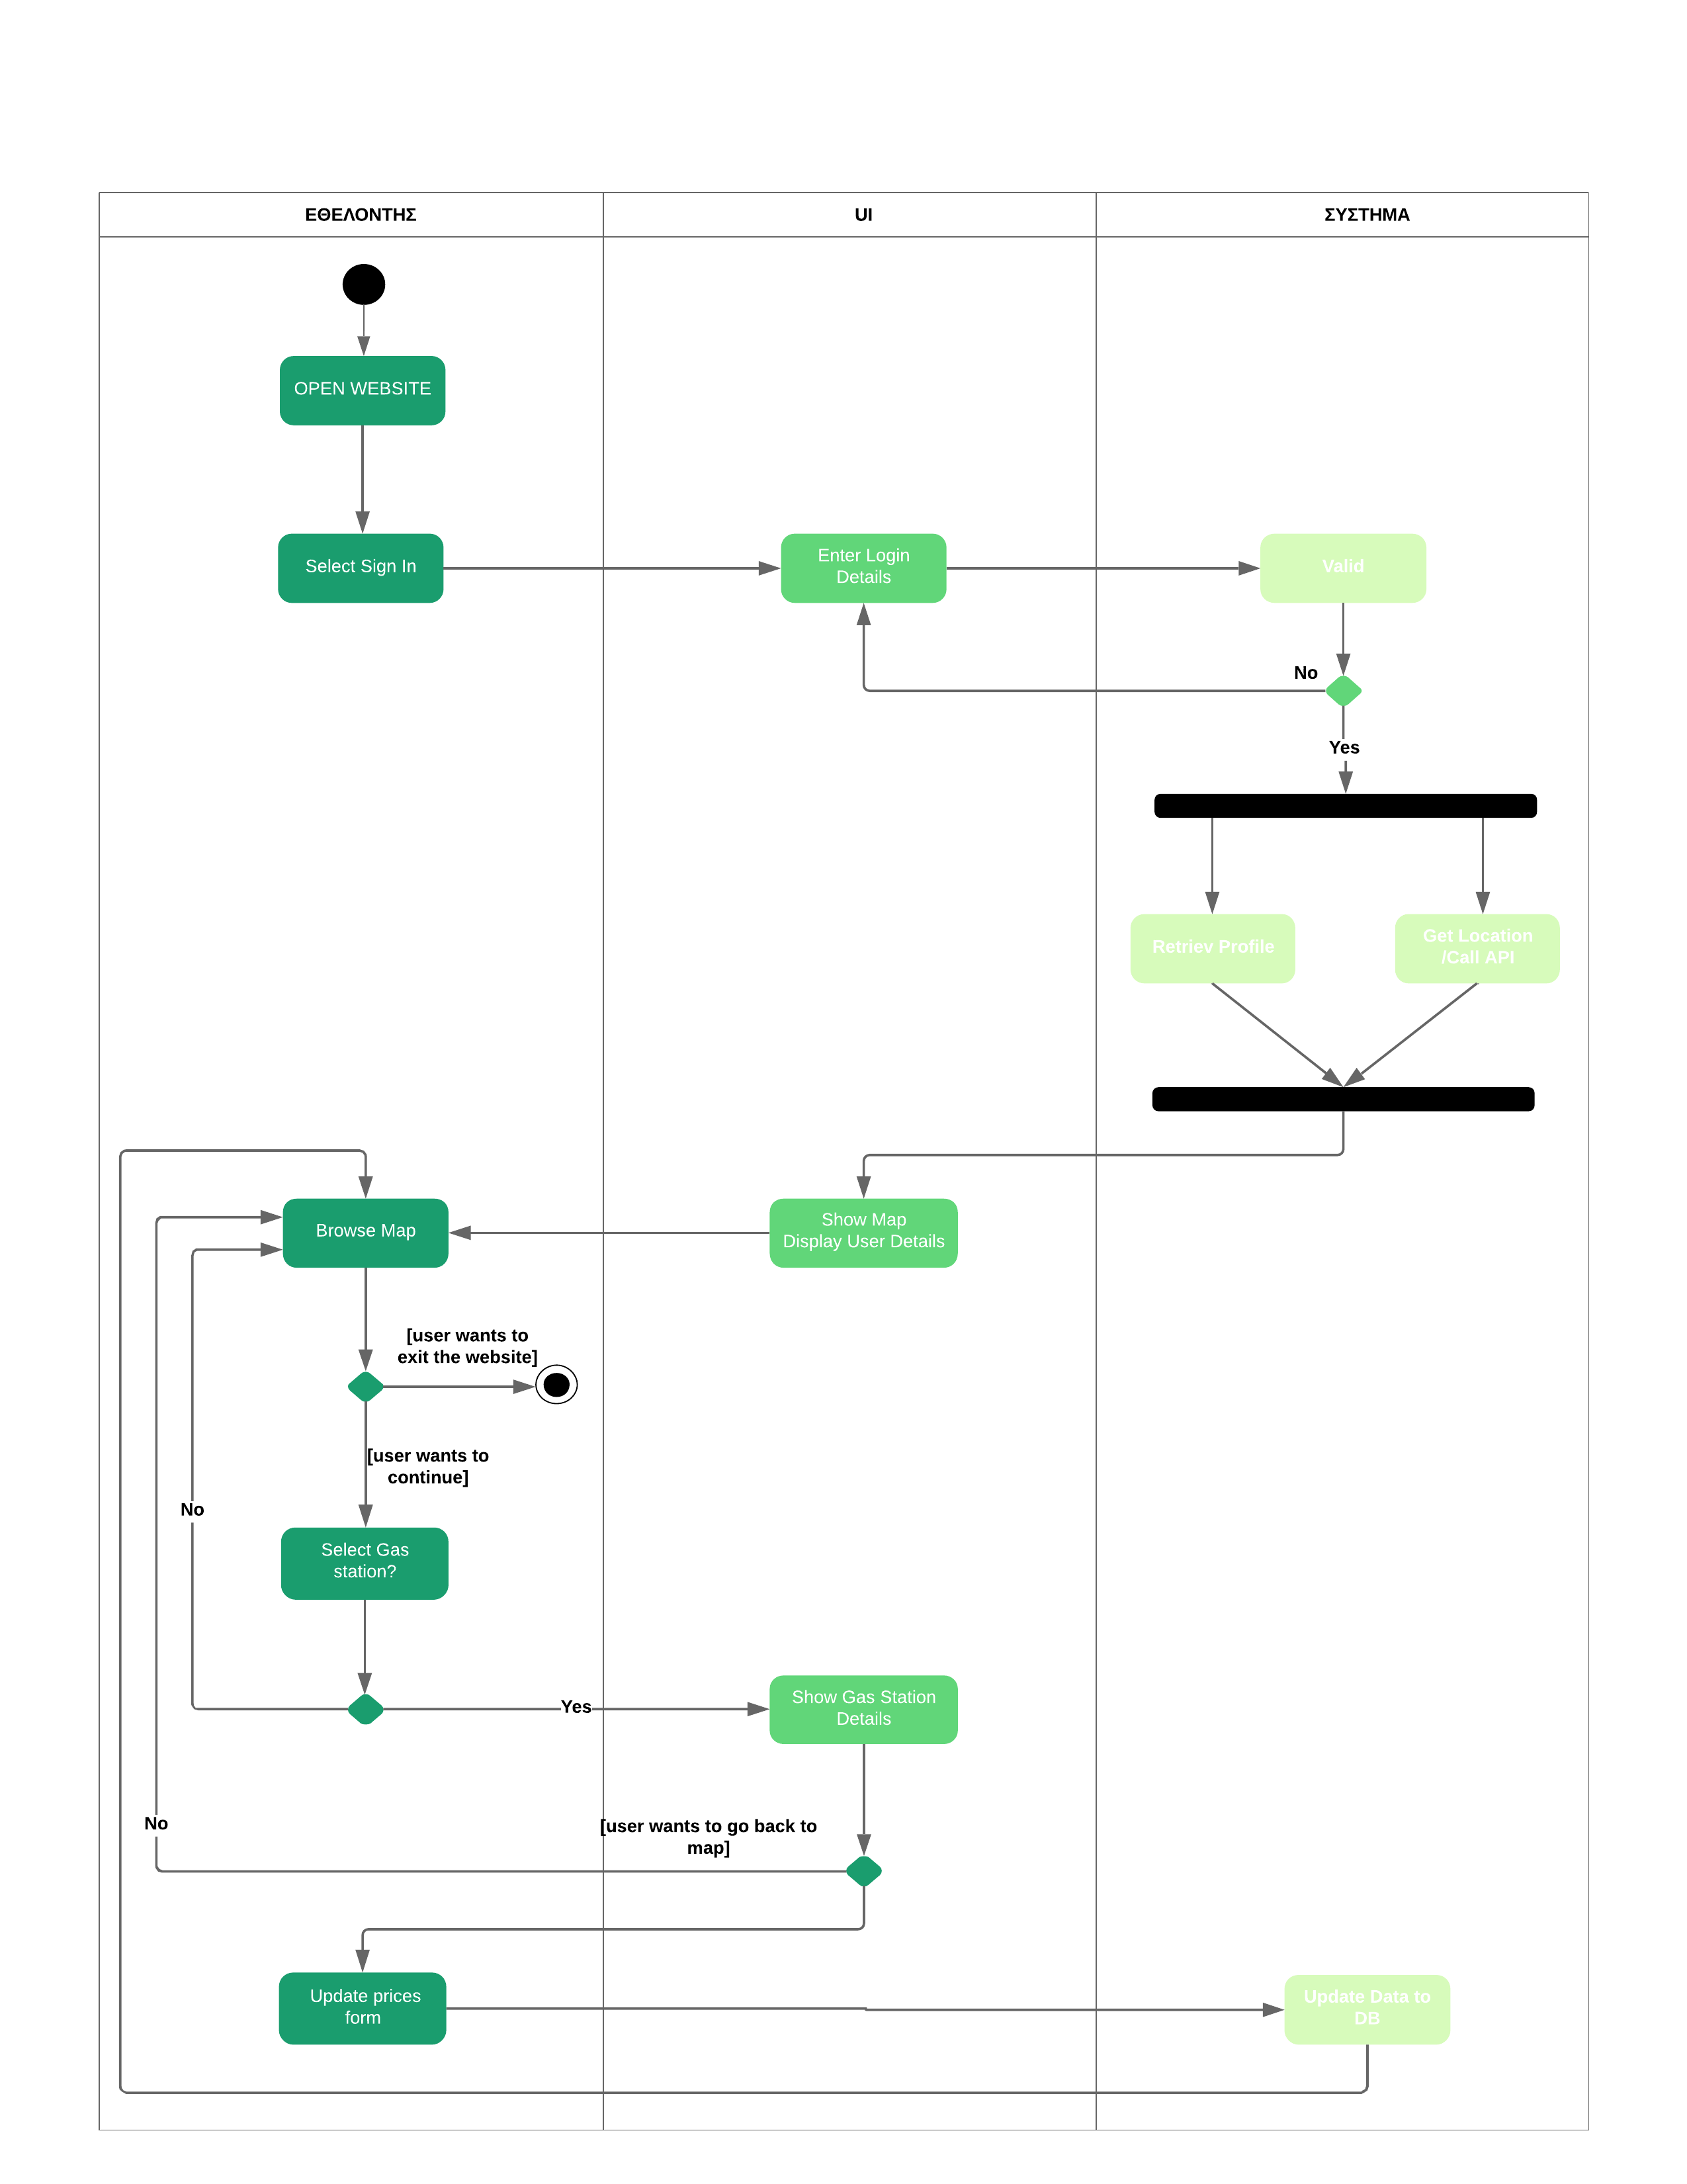 ΕΘΕΛΟΝΤΗΣ
UI
ΣΥΣΤΗΜΑ
OPEN WEBSITE
Select Sign In
Enter Login
Details
Valid
No
Yes
Retriev Profile
Get Location
/Call API
Browse Map
Show Map
Display User Details
[user wants to
exit the website]
[user wants to
continue]
No
Select Gas
station?
Yes
Show Gas Station
Details
No
[user wants to go back to
map]
Update prices
form
Update Data to
DB